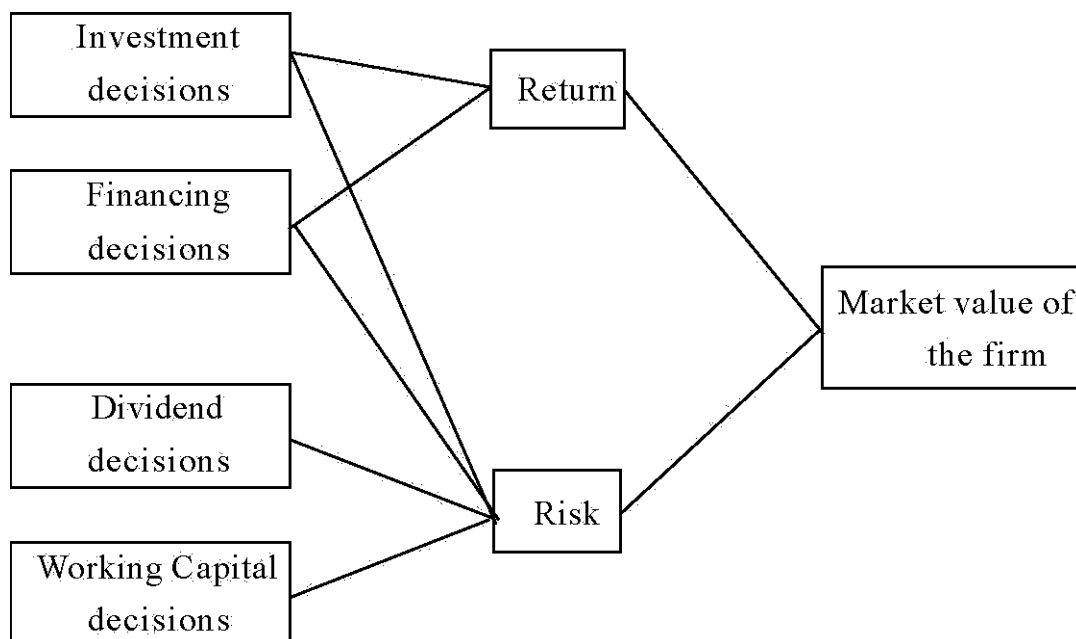 Investment
decisions
Return
Financing
decisions
Market value of
the firm
Dividend
decisions
Risk
Working Capital
decisions